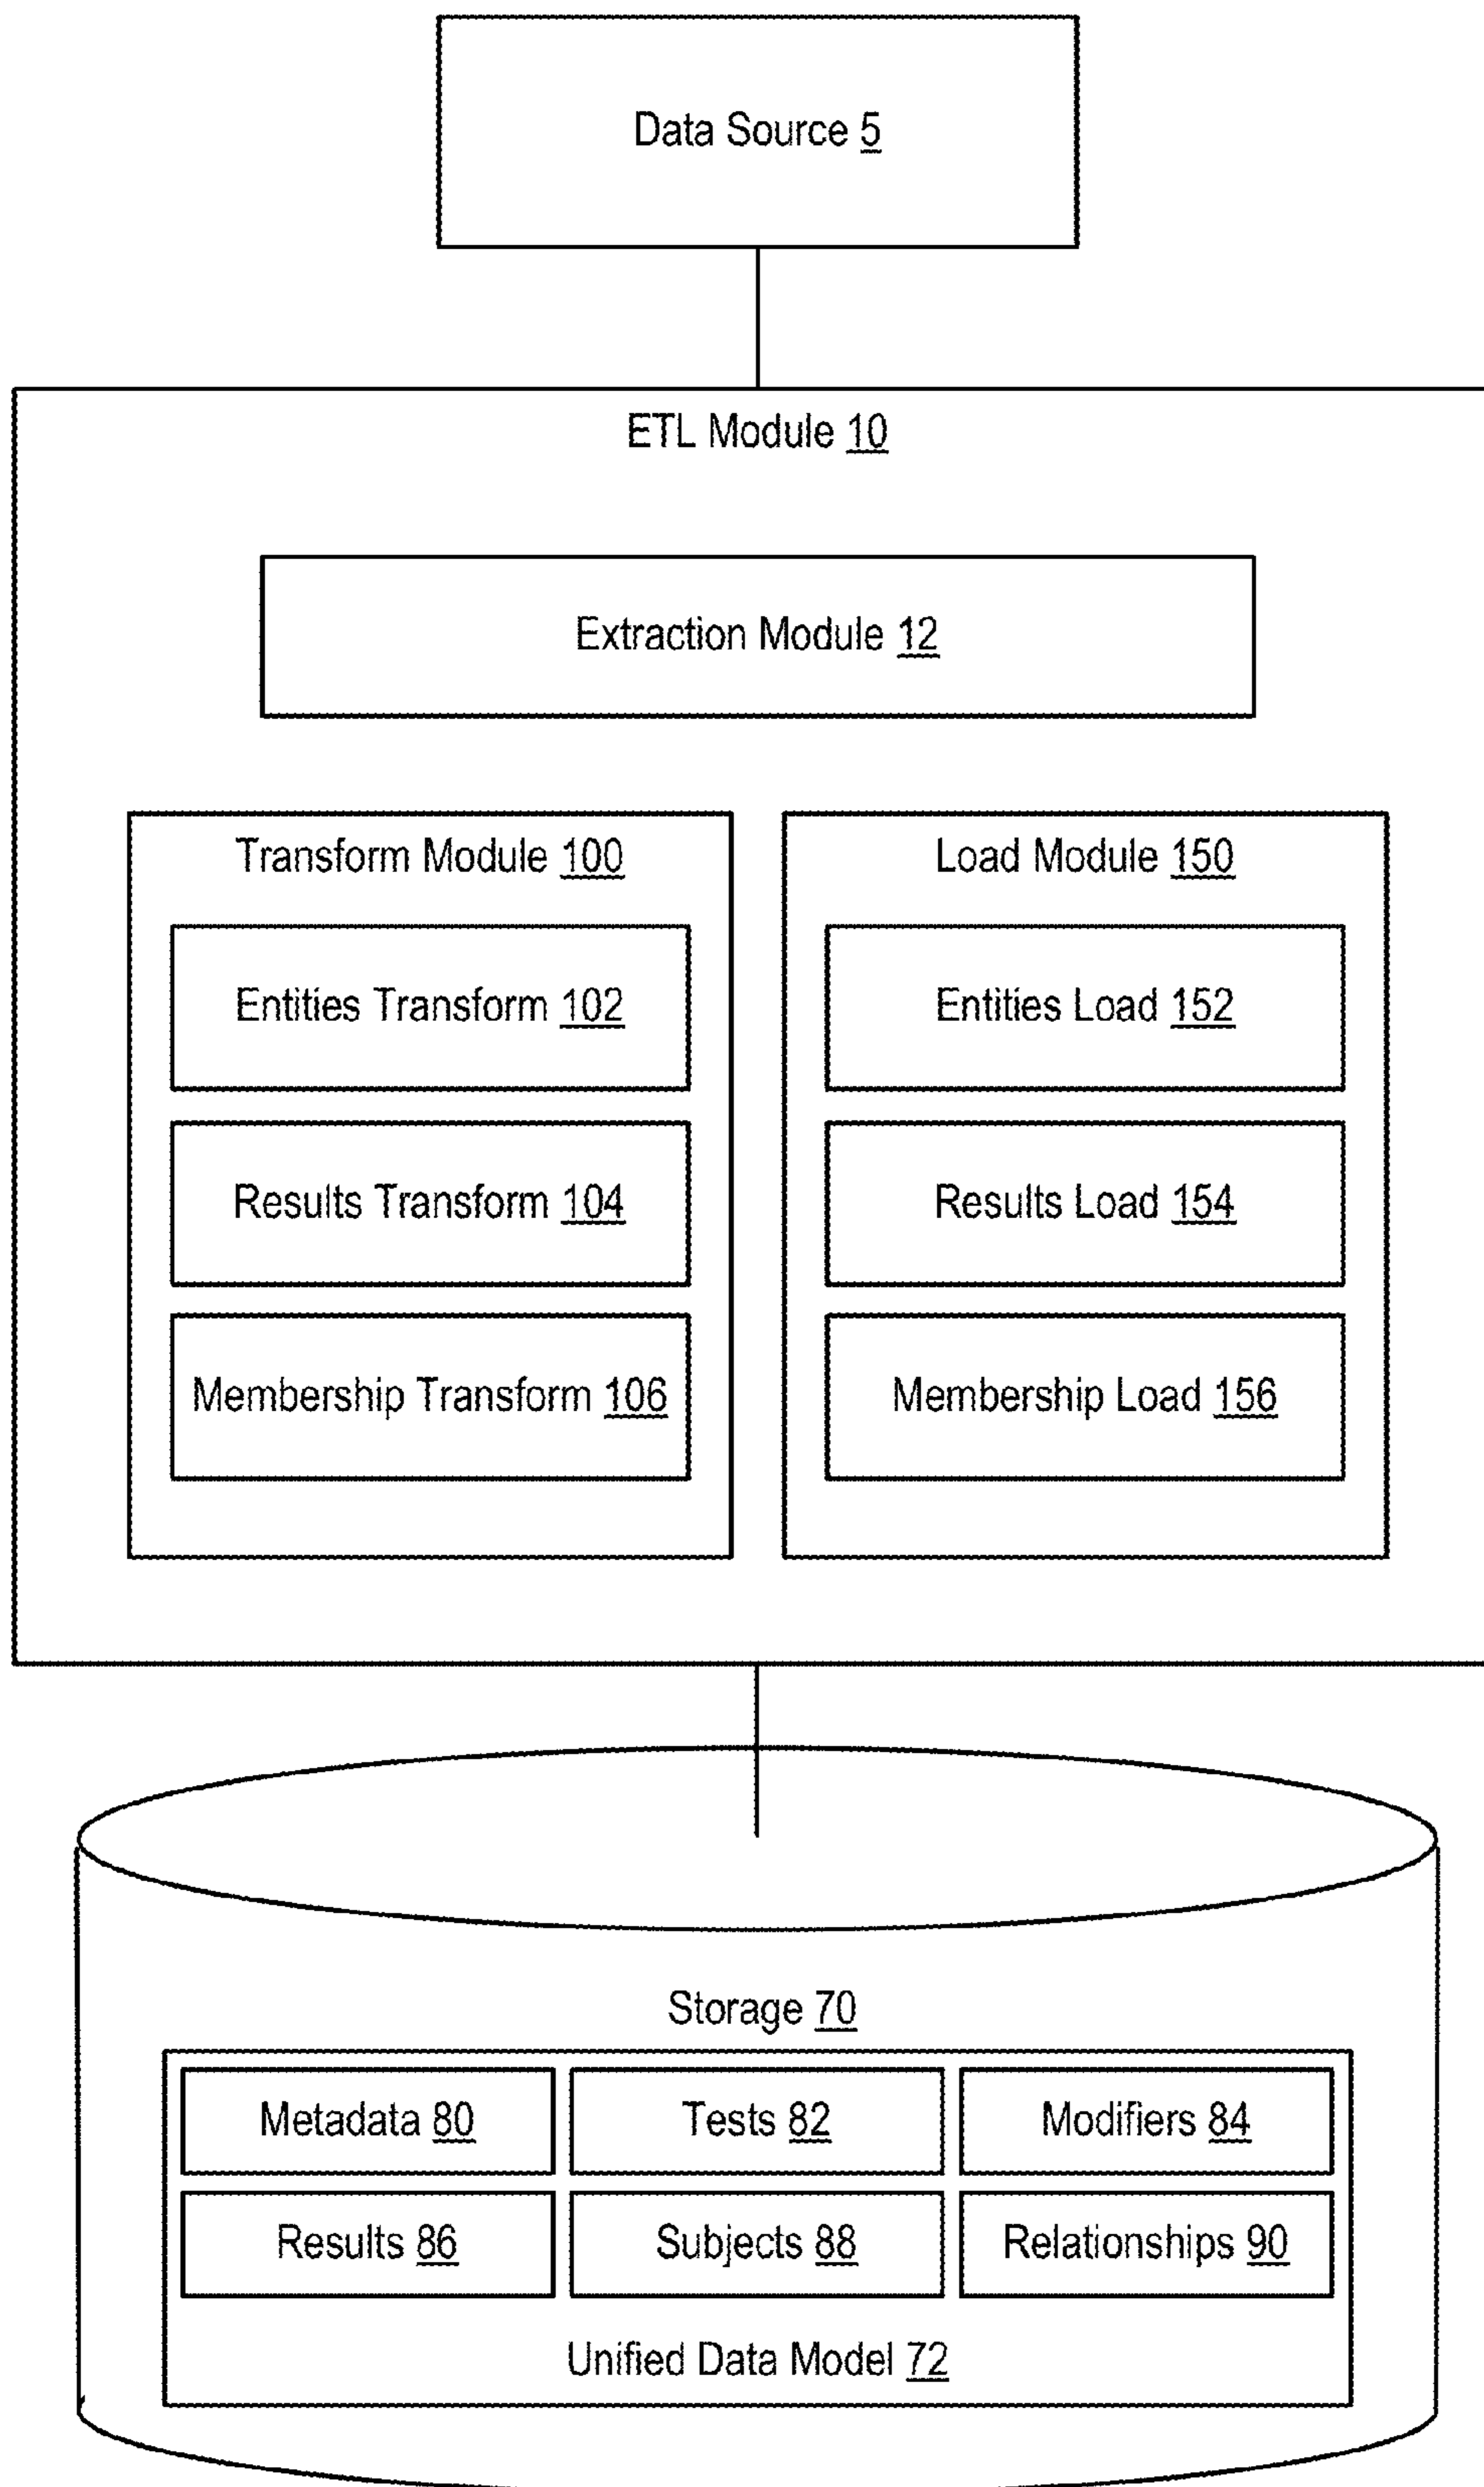 Data Source 5
ETL Module 10
Extraction Module 12
Transform Module 100
Entities Transform 102
Results Transform 104
Membership Transform 106
Load Module 150
Entities Load 152
Results Load 154
Membership Load 156
Storage 70
Metadata 80
Tests 82
Modifiers 84
Results 86
Subjects 88
Relationships 90
Unified Data Model 72